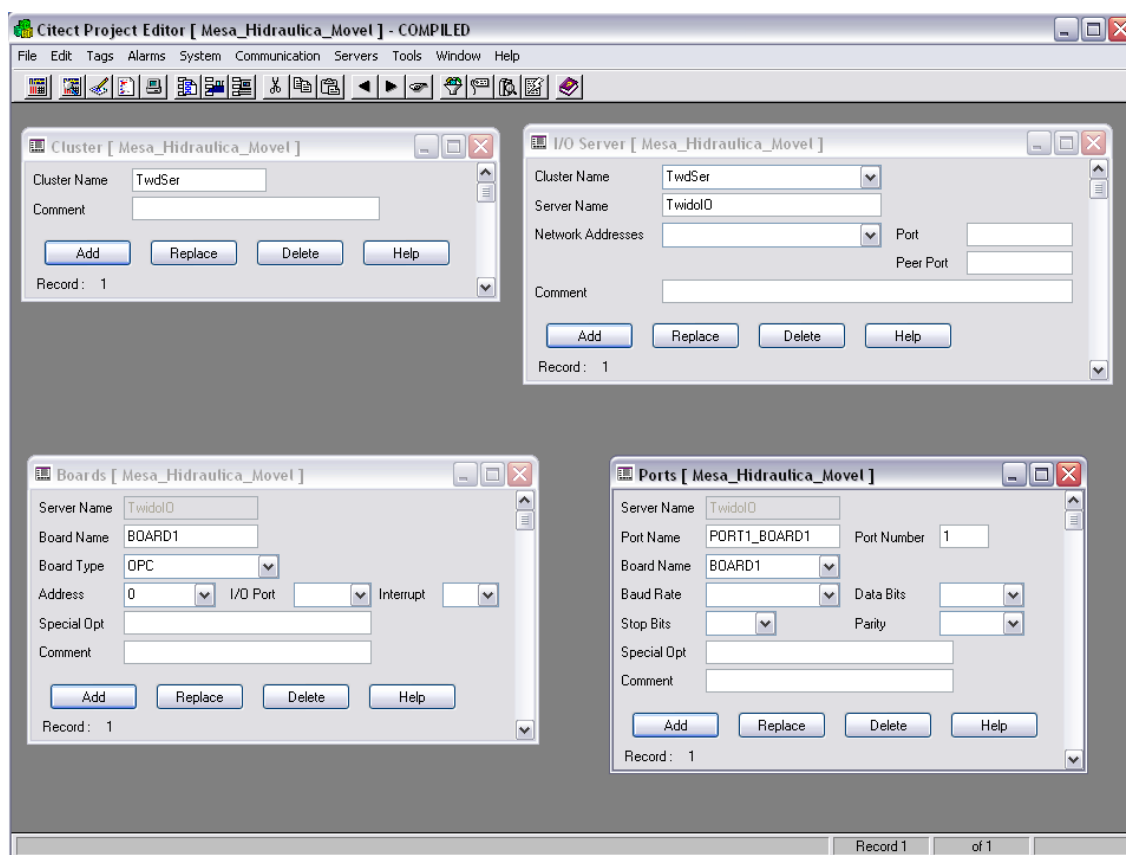 Citect Project Editor [ Mesa_Hidraulica_Movel ] - COMPILED
File Edit Tags Alarms System Communication Servers Tools Window Help
Cluster [ Mesa_Hidraulica_Movel ]
Cluster Name TwdSer
Comment
Add Replace Delete Help
Record : 1
I/O Server [ Mesa_Hidraulica_Movel ]
Cluster Name TwdSer
Server Name TwidoIO
Network Addresses Port
Peer Port
Comment
Add Replace Delete Help
Record : 1
Boards [ Mesa_Hidraulica_Movel ]
Server Name TwidoIO
Board Name BOARD1
Board Type OPC
Address 0 I/O Port Interrupt
Special Opt
Comment
Add Replace Delete Help
Record : 1
Ports [ Mesa_Hidraulica_Movel ]
Server Name TwidoIO
Port Name PORT1_BOARD1 Port Number 1
Board Name BOARD1
Baud Rate Data Bits
Stop Bits Parity
Special Opt
Comment
Add Replace Delete Help
Record : 1
Record 1 of 1